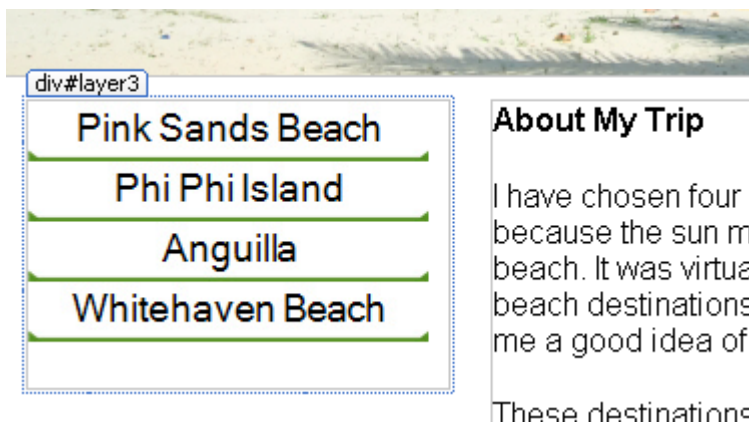 div#layer3
Pink Sands Beach
Phi Phi Island
Anguilla
Whitehaven Beach
About My Trip
I have chosen four
because the sun m
beach. It was virtua
beach destinations
me a good idea of
These destinations